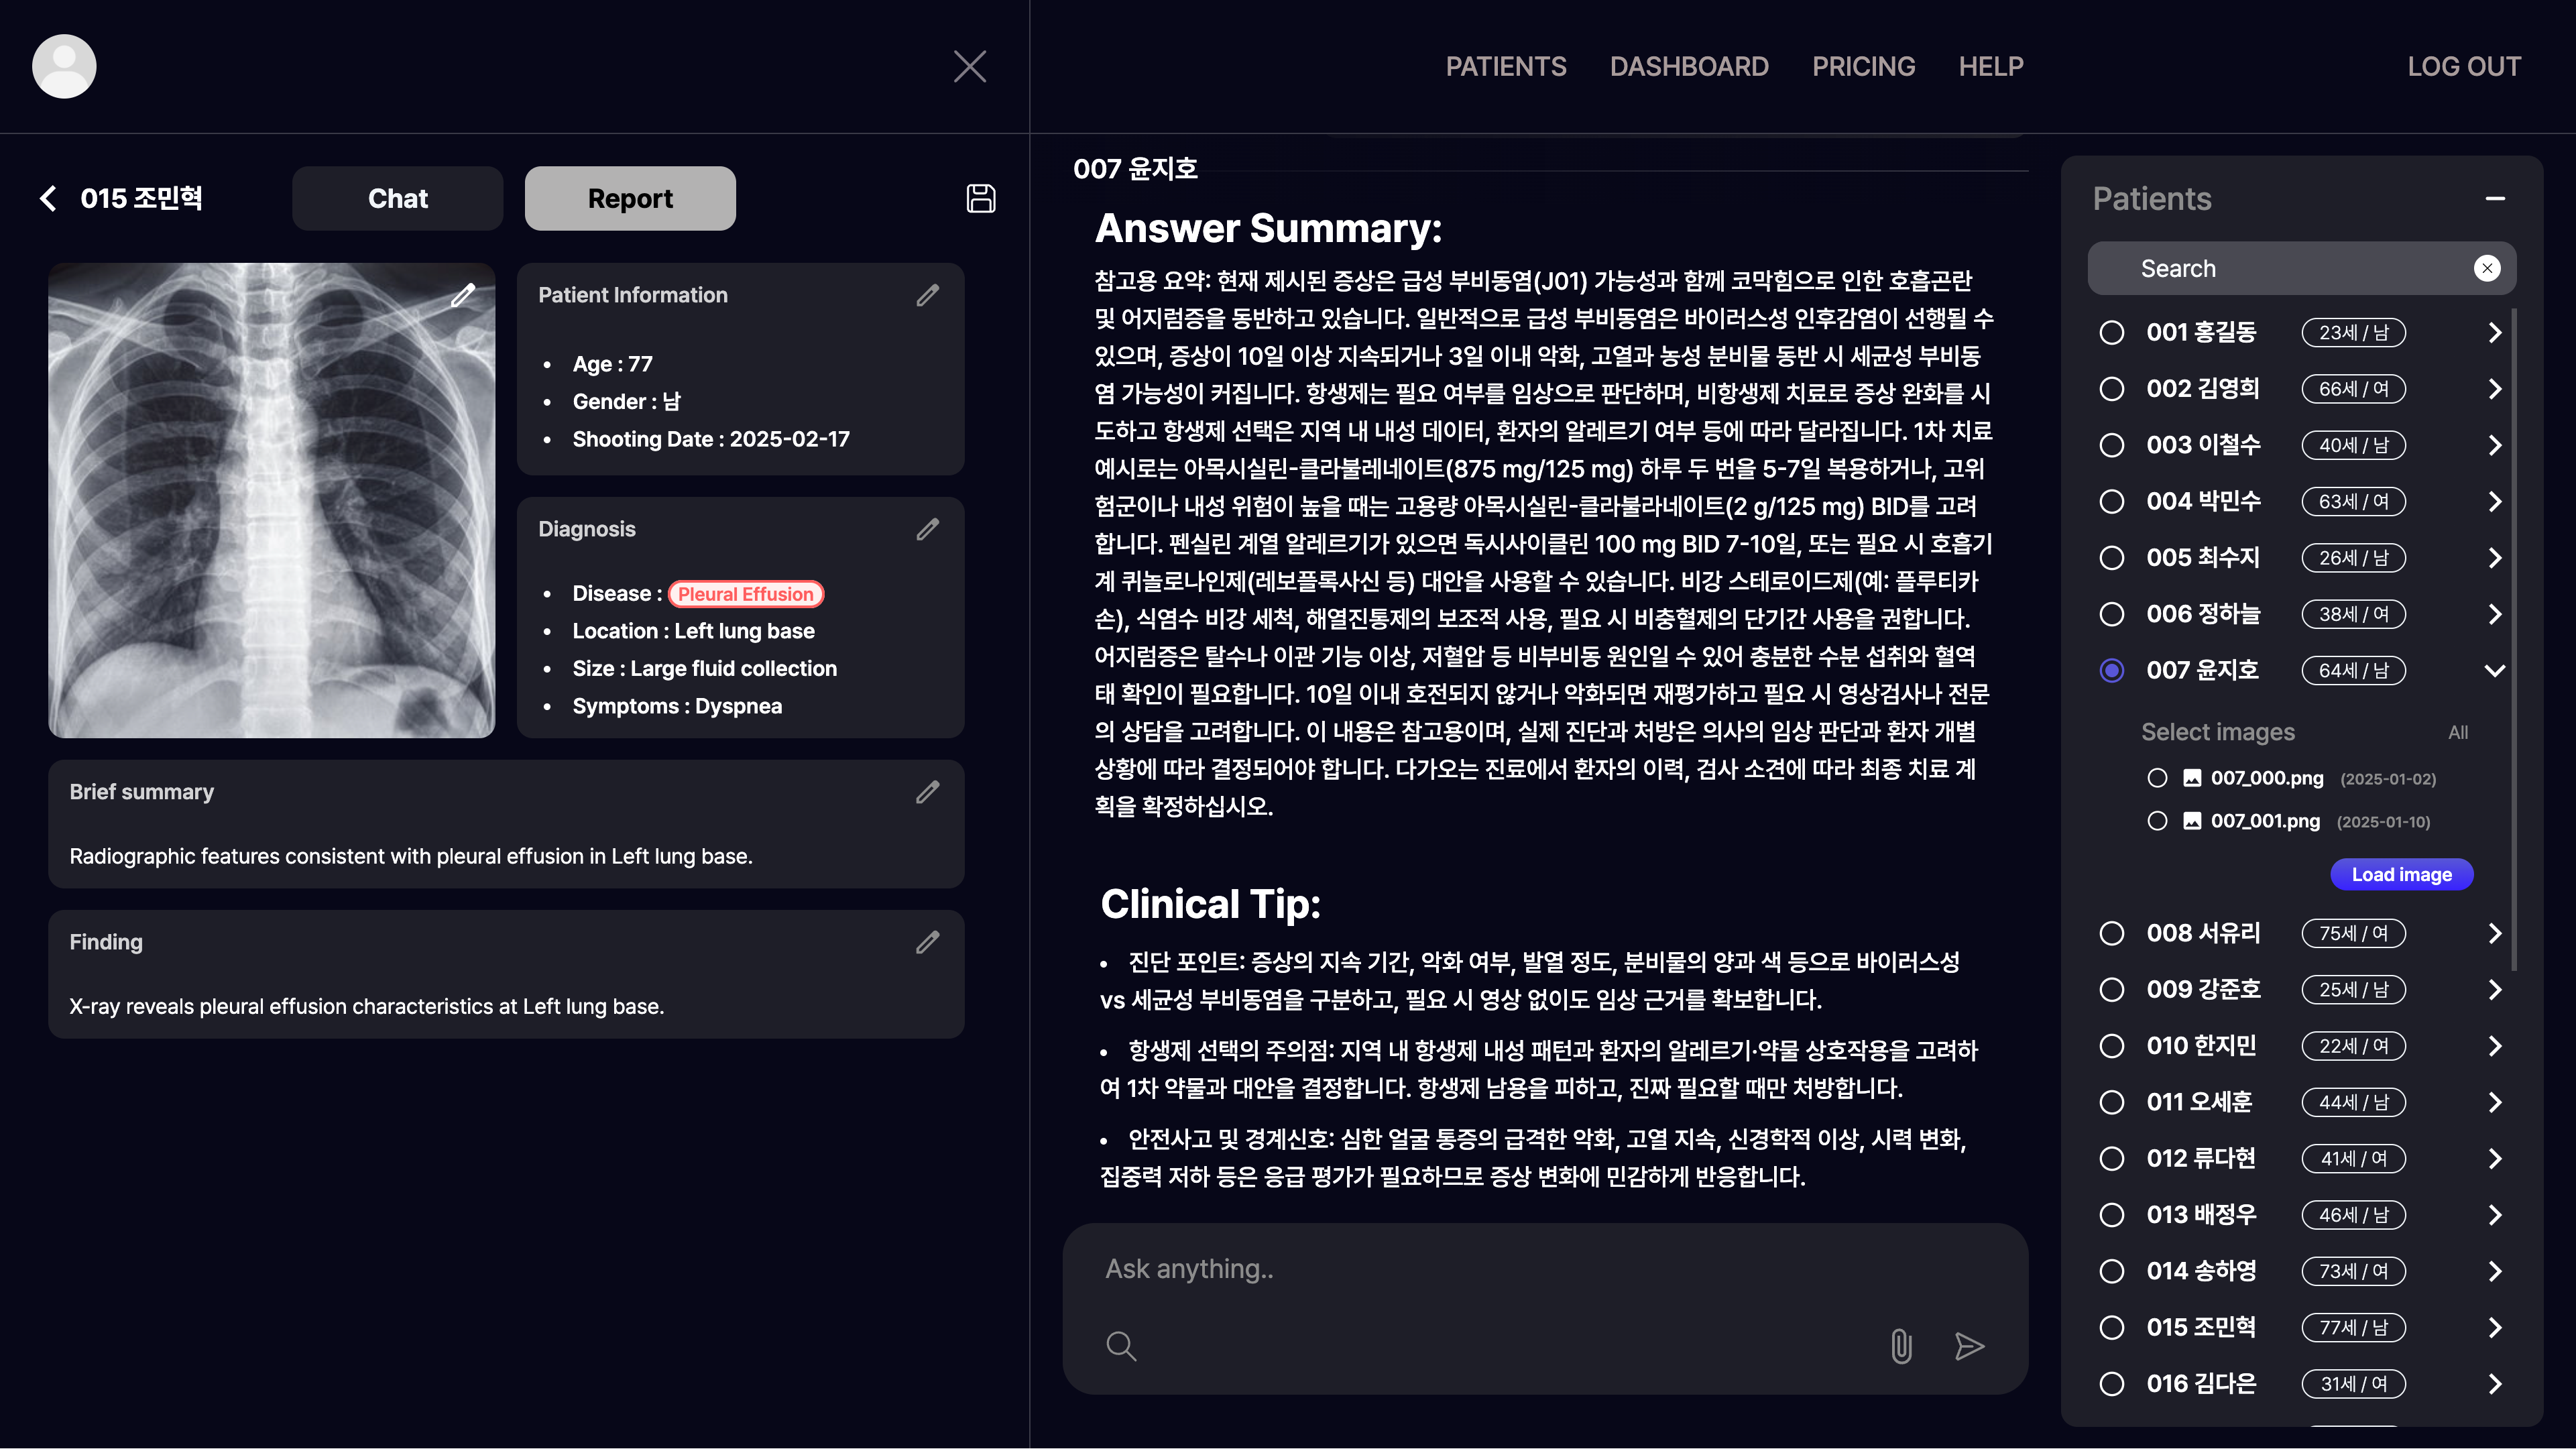 PATIENTS DASHBOARD PRICING HELP
LOG OUT
015 조민혁
Chat
Report
Patient Information
Age : 77
Gender : 남
Shooting Date : 2025-02-17
Diagnosis
Disease : Pleural Effusion
Location : Left lung base
Size : Large fluid collection
Symptoms : Dyspnea
Brief summary
Radiographic features consistent with pleural effusion in Left lung base.
Finding
X-ray reveals pleural effusion characteristics at Left lung base.
007 윤지호
Answer Summary:
참고용 요약: 현재 제시된 증상은 급성 부비동염(J01) 가능성과 함께 코막힘으로 인한 호흡곤란
및 어지럼증을 동반하고 있습니다. 일반적으로 급성 부비동염은 바이러스성 인후감염이 선행될 수
있으며, 증상이 10일 이상 지속되거나 3일 이내 악화, 고열과 농성 분비물 동반 시 세균성 부비동
염 가능성이 커집니다. 항생제는 필요 여부를 임상으로 판단하며, 비항생제 치료로 증상 완화를 시
도하고 항생제 선택은 지역 내 내성 데이터, 환자의 알레르기 여부 등에 따라 달라집니다. 1차 치료
예시로는 아목시실린-클라불레네이트(875 mg/125 mg) 하루 두 번을 5-7일 복용하거나, 고위
험군이나 내성 위험이 높을 때는 고용량 아목시실린-클라불라네이트(2 g/125 mg) BID를 고려
합니다. 펜실린 계열 알레르기가 있으면 독시사이클린 100 mg BID 7-10일, 또는 필요 시 호흡기
계 퀴놀로나인제(레보플록사신 등) 대안을 사용할 수 있습니다. 비강 스테로이드제(예: 플루티카
손), 식염수 비강 세척, 해열진통제의 보조적 사용, 필요 시 비충혈제의 단기간 사용을 권합니다.
어지럼증은 탈수나 이관 기능 이상, 저혈압 등 비부비동 원인일 수 있어 충분한 수분 섭취와 혈역
태 확인이 필요합니다. 10일 이내 호전되지 않거나 악화되면 재평가하고 필요 시 영상검사나 전문
의 상담을 고려합니다. 이 내용은 참고용이며, 실제 진단과 처방은 의사의 임상 판단과 환자 개별
상황에 따라 결정되어야 합니다. 다가오는 진료에서 환자의 이력, 검사 소견에 따라 최종 치료 계
획을 확정하십시오.
Clinical Tip:
• 진단 포인트: 증상의 지속 기간, 악화 여부, 발열 정도, 분비물의 양과 색 등으로 바이러스성
vs 세균성 부비동염을 구분하고, 필요 시 영상 없이도 임상 근거를 확보합니다.
• 항생제 선택의 주의점: 지역 내 항생제 내성 패턴과 환자의 알레르기·약물 상호작용을 고려하
여 1차 약물과 대안을 결정합니다. 항생제 남용을 피하고, 진짜 필요할 때만 처방합니다.
• 안전사고 및 경계신호: 심한 얼굴 통증의 급격한 악화, 고열 지속, 신경학적 이상, 시력 변화,
집중력 저하 등은 응급 평가가 필요하므로 증상 변화에 민감하게 반응합니다.
Ask anything..
Patients
Search
001 홍길동 23세 / 남
002 김영희 66세 / 여
003 이철수 40세 / 남
004 박민수 63세 / 여
005 최수지 26세 / 남
006 정하늘 38세 / 여
007 윤지호 64세 / 남
Select images All
007_000.png (2025-01-02)
007_001.png (2025-01-10)
Load image
008 서유리 75세 / 여
009 강준호 25세 / 남
010 한지민 22세 / 여
011 오세훈 44세 / 남
012 류다현 41세 / 여
013 배정우 46세 / 남
014 송하영 73세 / 여
015 조민혁 77세 / 남
016 김다은 31세 / 여